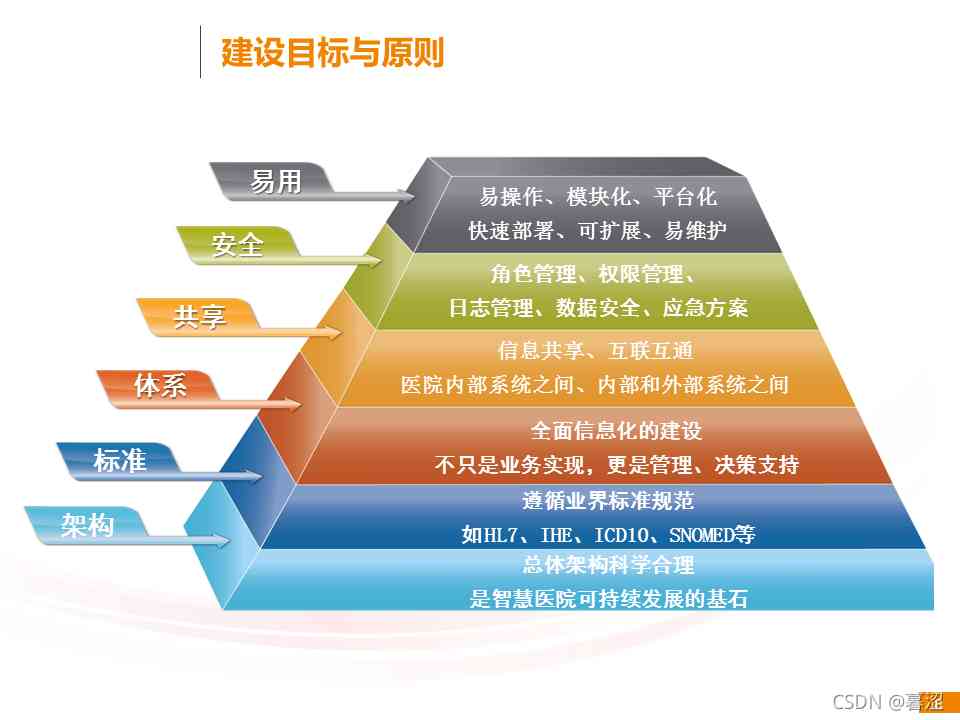 建设目标与原则
易用
易操作、模块化、平台化
快速部署、可扩展、易维护
安全
角色管理、权限管理、
日志管理、数据安全、应急方案
共享
信息共享、互联互通
医院内部系统之间、内部和外部系统之间
体系
全面信息化的建设
不只是业务实现，更是管理、决策支持
标准
遵循业界标准规范
如HL7、IHE、ICD10、SNOMED等
架构
总体架构科学合理
是智慧医院可持续发展的基石
CSDN @暮涩